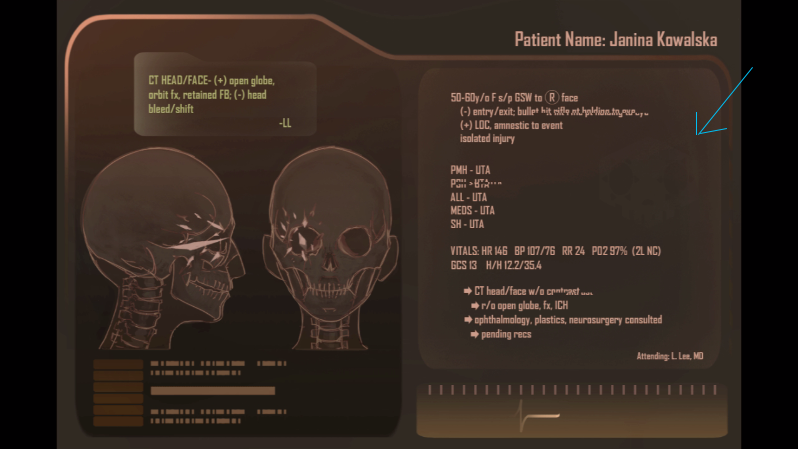 Patient Name: Janina Kowalska
CT HEAD/FACE- (+) open globe,
orbit fx, retained FB; (-) head
bleed/shift
-LL
50-60y/o F s/p GSW to R face
(-) entry/exit; bullet hit
(+) LOC, amnestic to event
isolated injury
PMH - UTA
ALL - UTA
MEDS - UTA
SH - UTA
VITALS: HR 146 BP 107/76 RR 24 PO2 97% (2L NC)
GCS 13 H/H 12.2/35.4
➡ CT head/face w/o
➡ r/o open globe, fx, ICH
➡ ophthalmology, plastics, neurosurgery consulted
➡ pending recs
Attending: L. Lee, MD